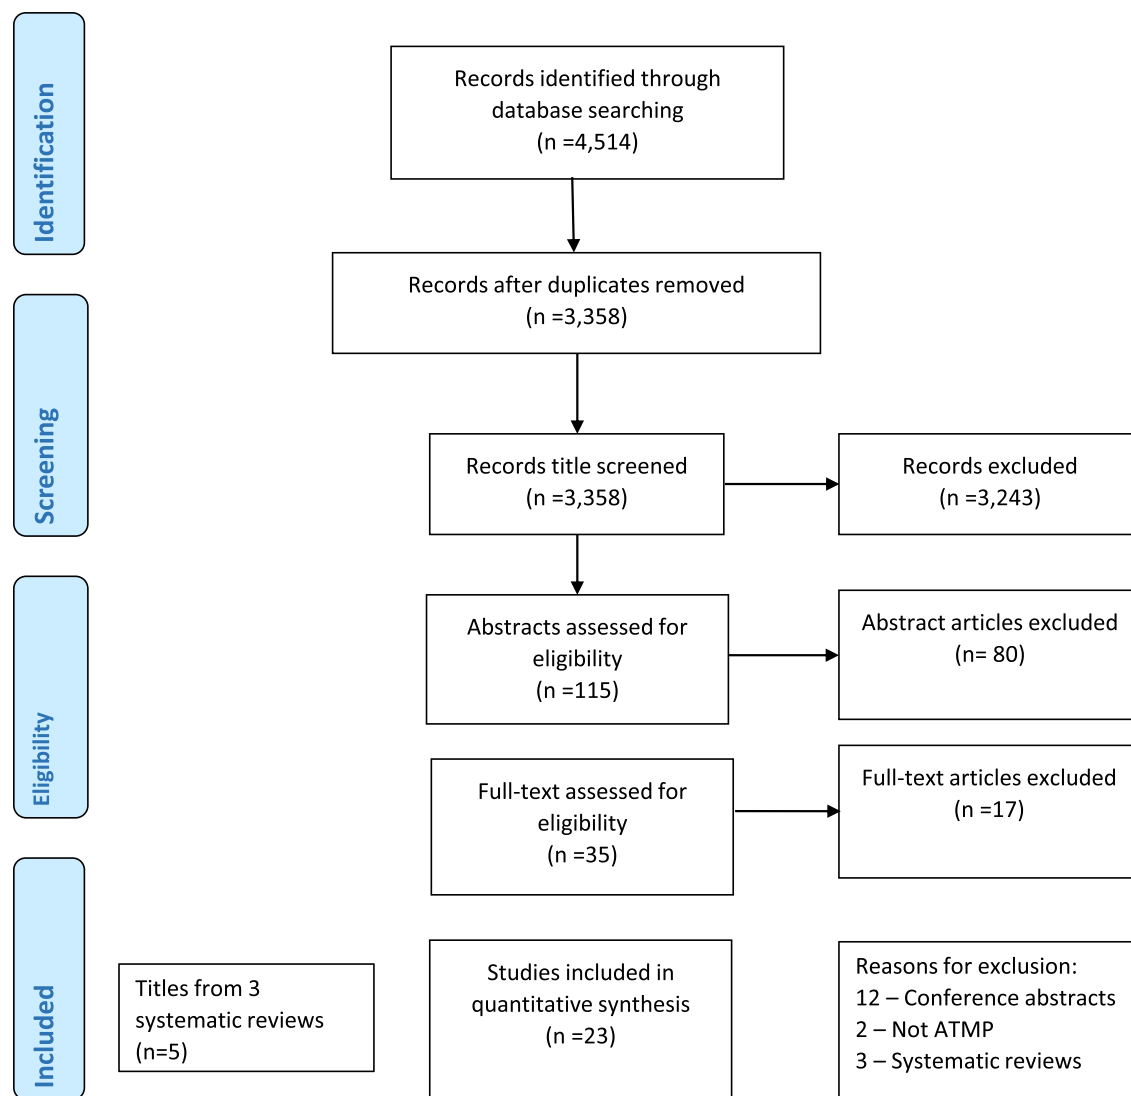 Identification
Records identified through
database searching
(n =4,514)
Records after duplicates removed
(n =3,358)
Screening
Records title screened
(n =3,358)
Records excluded
(n =3,243)
Eligibility
Abstracts assessed for
eligibility
(n =115)
Abstract articles excluded
(n= 80)
Full-text assessed for
eligibility
(n =35)
Full-text articles excluded
(n =17)
Included
Titles from 3
systematic reviews
(n=5)
Studies included in
quantitative synthesis
(n =23)
Reasons for exclusion:
12 – Conference abstracts
2 – Not ATMP
3 – Systematic reviews